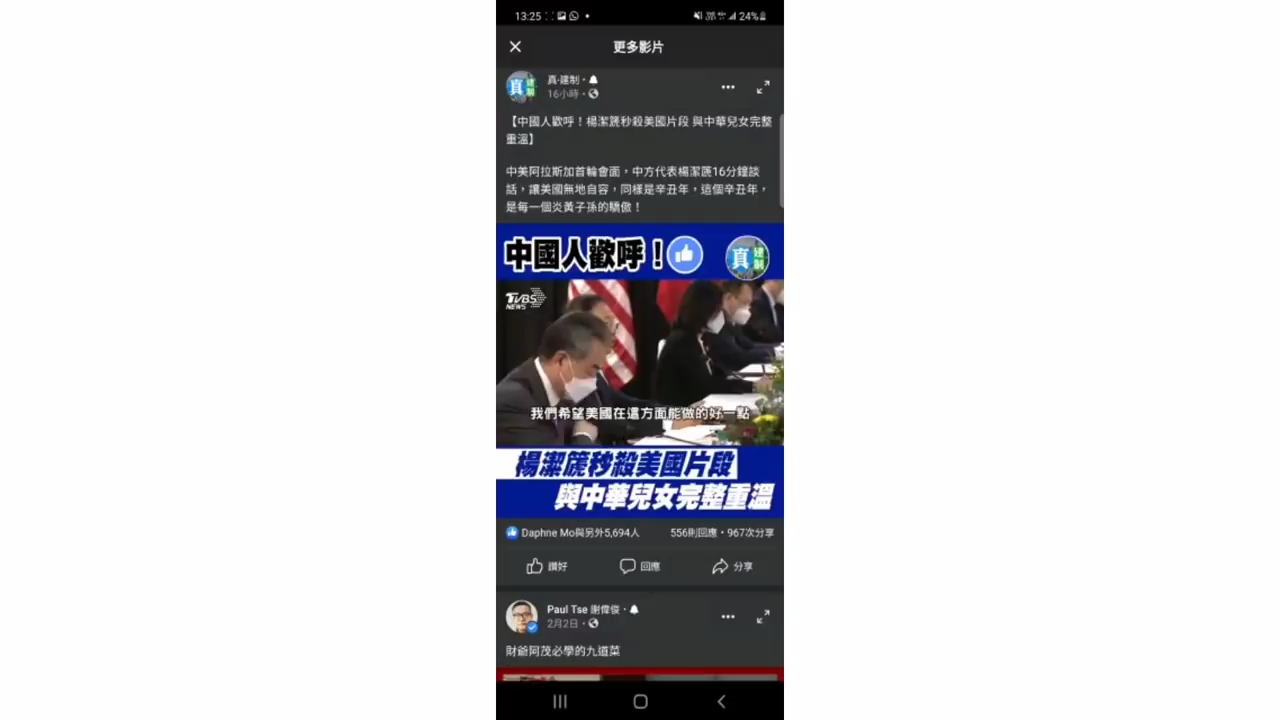 13:25
24%
更多影片
真·建制·
16小時·
【中國人歡呼！楊潔篪秒殺美國片段 與中華兒女完整
重溫】
中美阿拉斯加首輪會面，中方代表楊潔篪16分鐘談
話，讓美國無地自容，同樣是辛丑年，這個辛丑年，
是每一個炎黃子孫的驕傲！
中國人歡呼！
真建制
TVBS
NEWS
我們希望美國在這方面能做的好一點
楊潔篪秒殺美國片段
與中華兒女完整重溫
Daphne Mo與另外5,694人
556則回應·967次分享
讚好
回應
分享
Paul Tse 謝偉俊·
2月2日·
財爺阿茂必學的九道菜